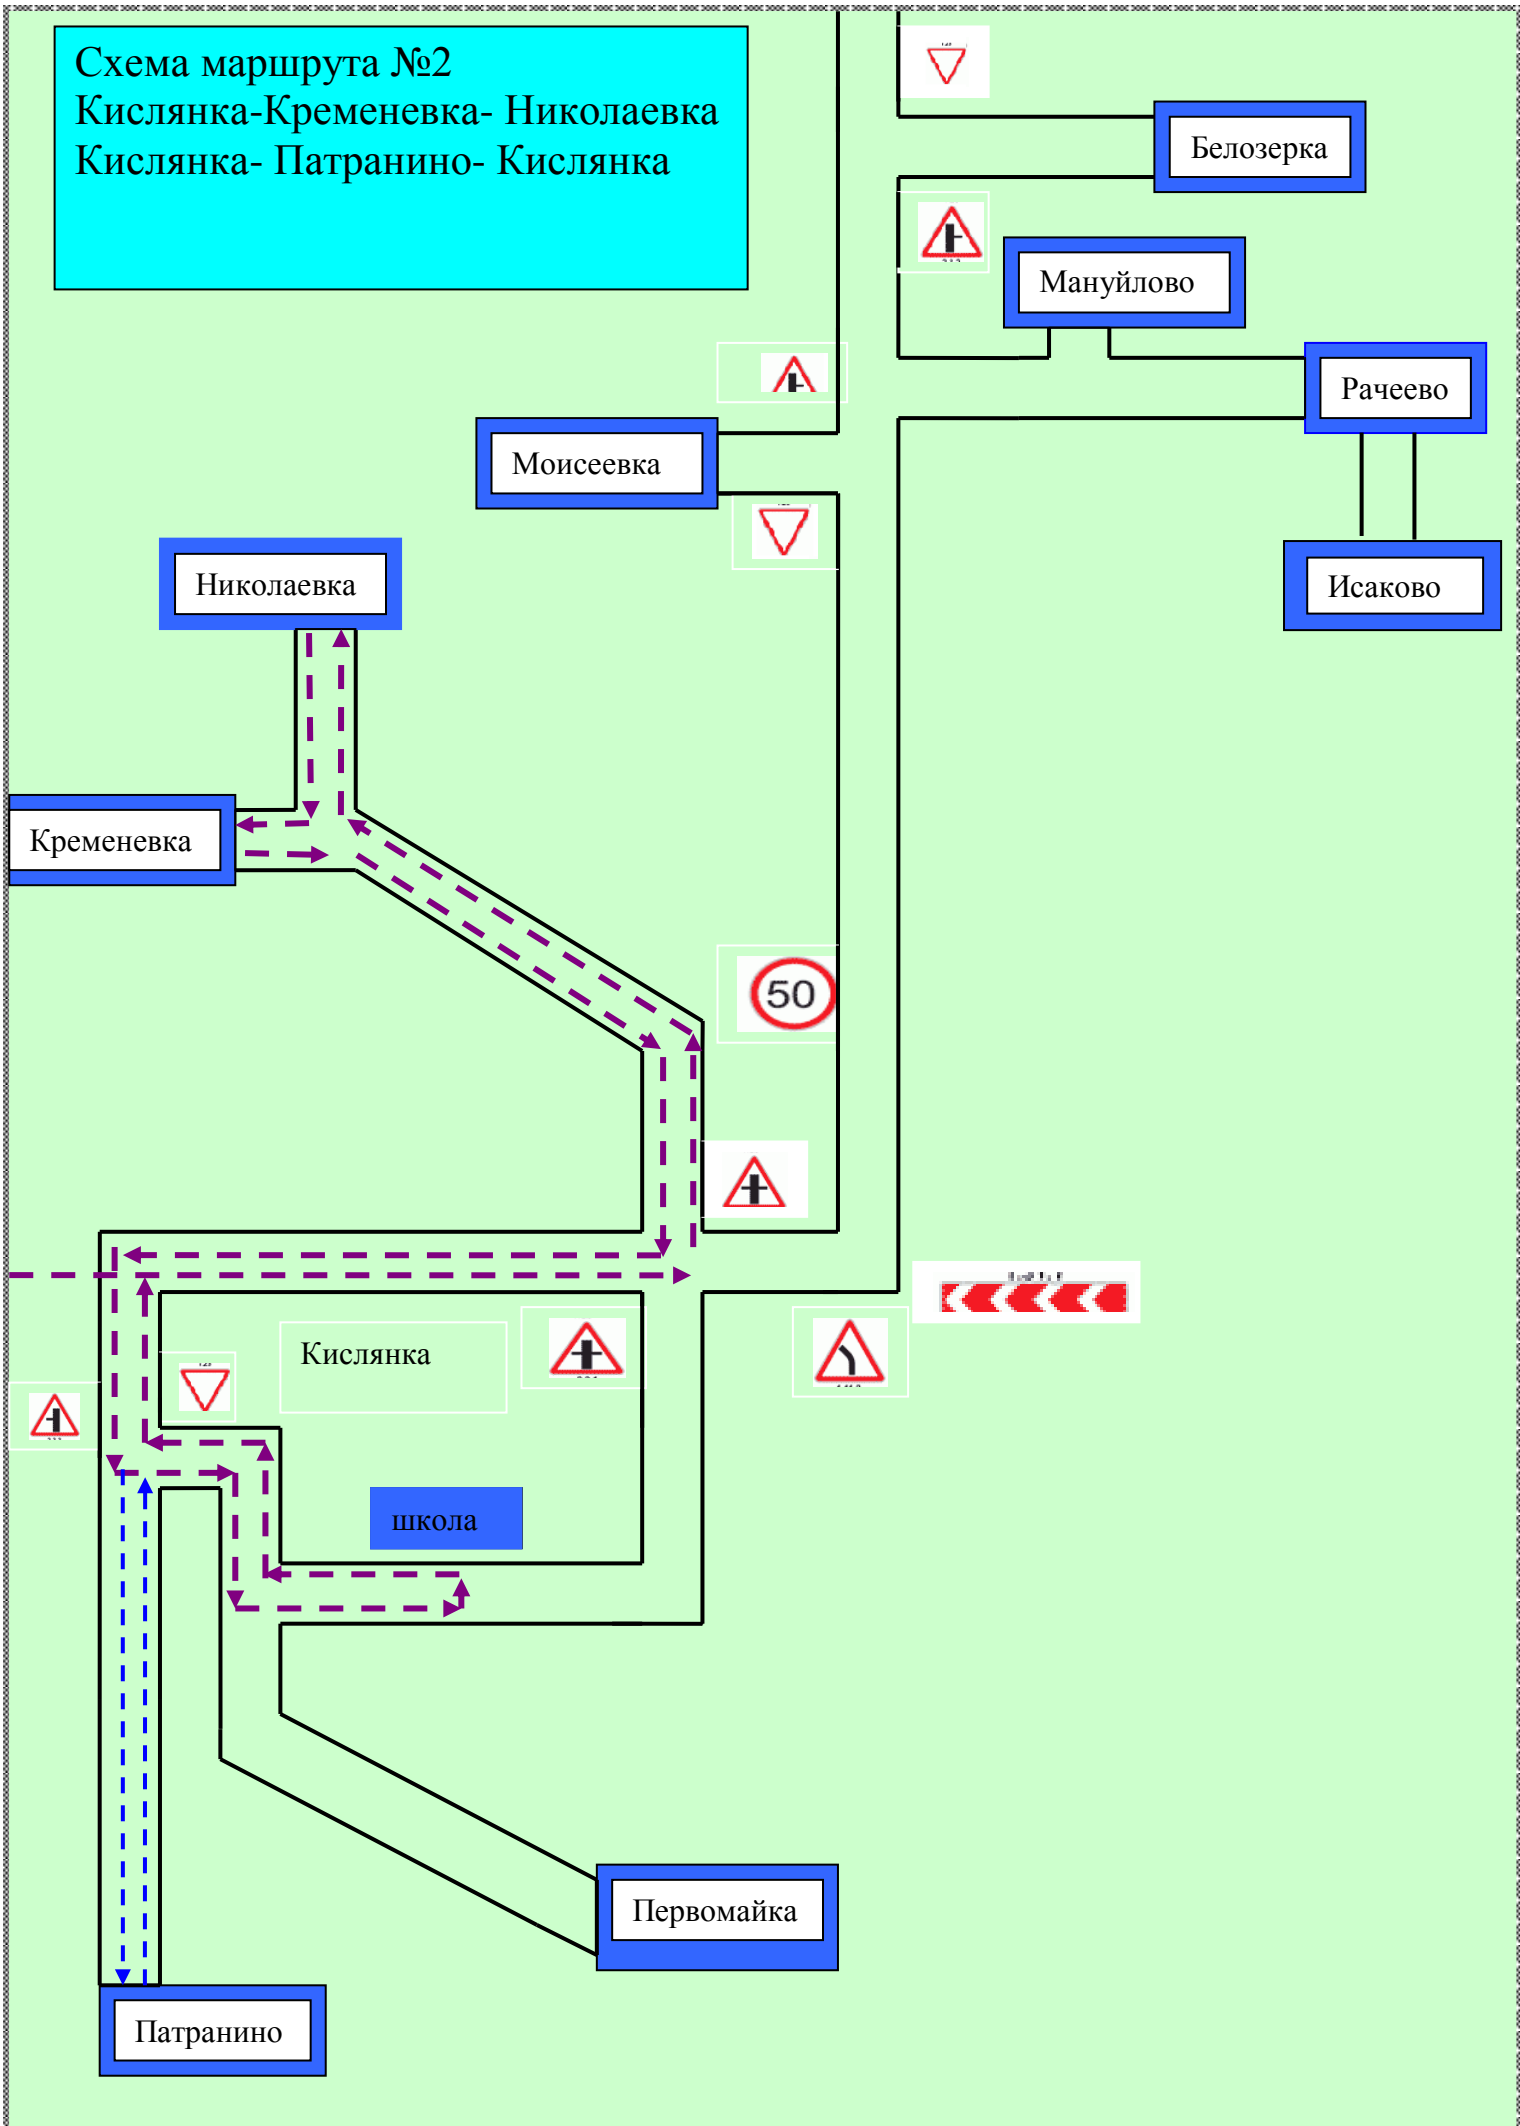 Схема маршрута №2
Кислянка-Кременевка- Николаевка
Кислянка- Патранино- Кислянка
Белозерка
Мануйлово
Рачеево
Моисеевка
Николаевка
Исаково
Кременевка
50
Кислянка
школа
Первомайка
Патранино